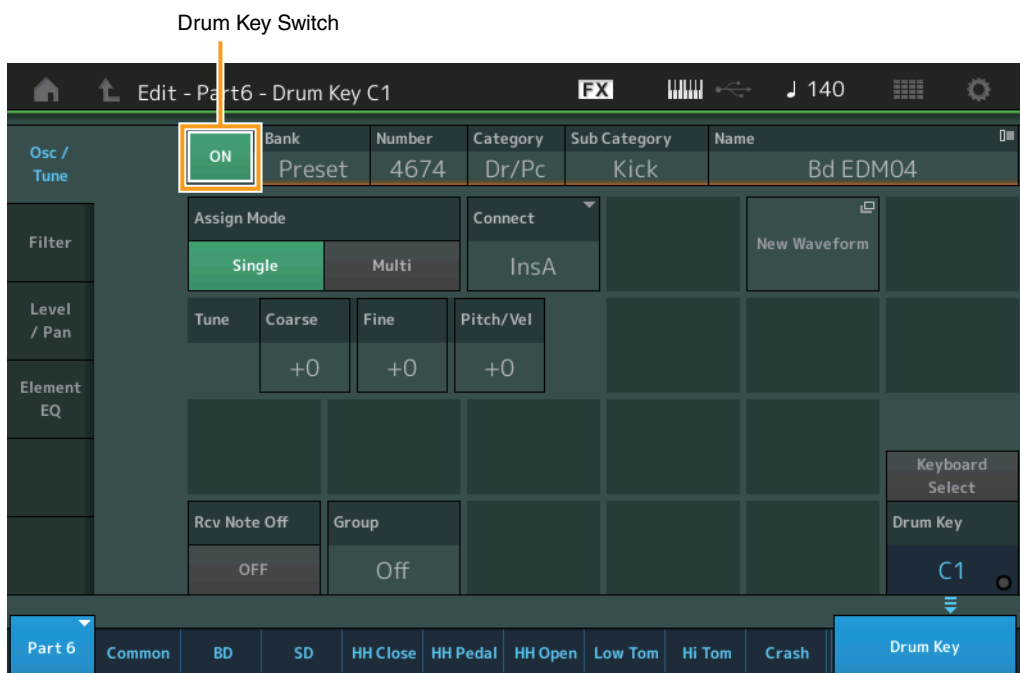 Drum Key Switch
Edit - Part6 - Drum Key C1
FX
♩ 140
Osc /
Tune
Filter
Level
/ Pan
Element
EQ
ON
Bank
Preset
Number
4674
Category
Dr/Pc
Sub Category
Kick
Name
Bd EDM04
Assign Mode
Single
Multi
Connect
InsA
New Waveform
Tune
Coarse
+0
Fine
+0
Pitch/Vel
+0
Keyboard
Select
Rcv Note Off
OFF
Group
Off
Drum Key
C1
Part 6
Common
BD
SD
HH Close
HH Pedal
HH Open
Low Tom
Hi Tom
Crash
Drum Key